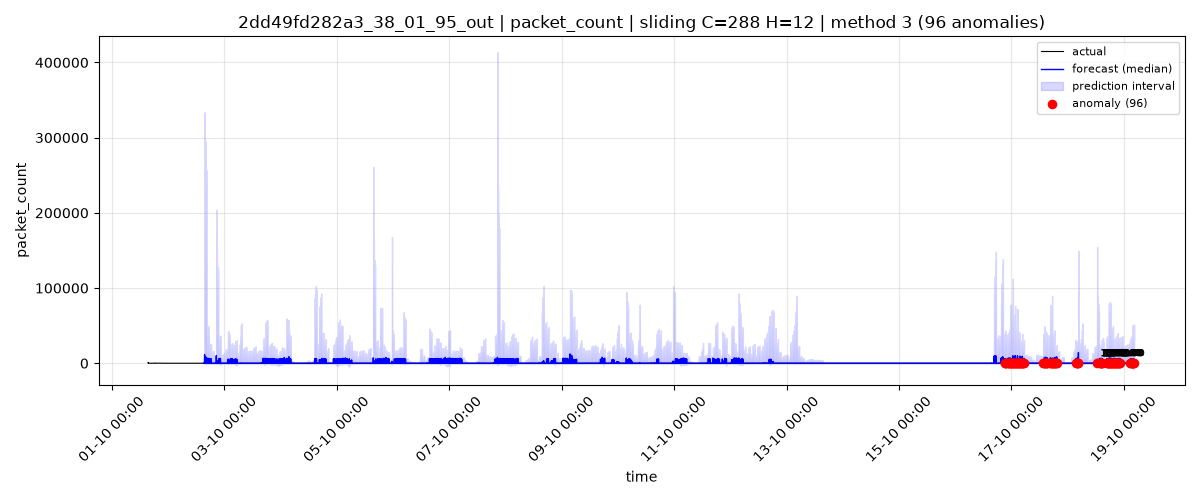 2dd49fd282a3_38_01_95_out | packet_count | sliding C=288 H=12 | method 3 (96 anomalies)
actual
forecast (median)
prediction interval
anomaly (96)
packet_count
400000
300000
200000
100000
0
01-10 00:00
03-10 00:00
05-10 00:00
07-10 00:00
09-10 00:00
11-10 00:00
13-10 00:00
15-10 00:00
17-10 00:00
19-10 00:00
time